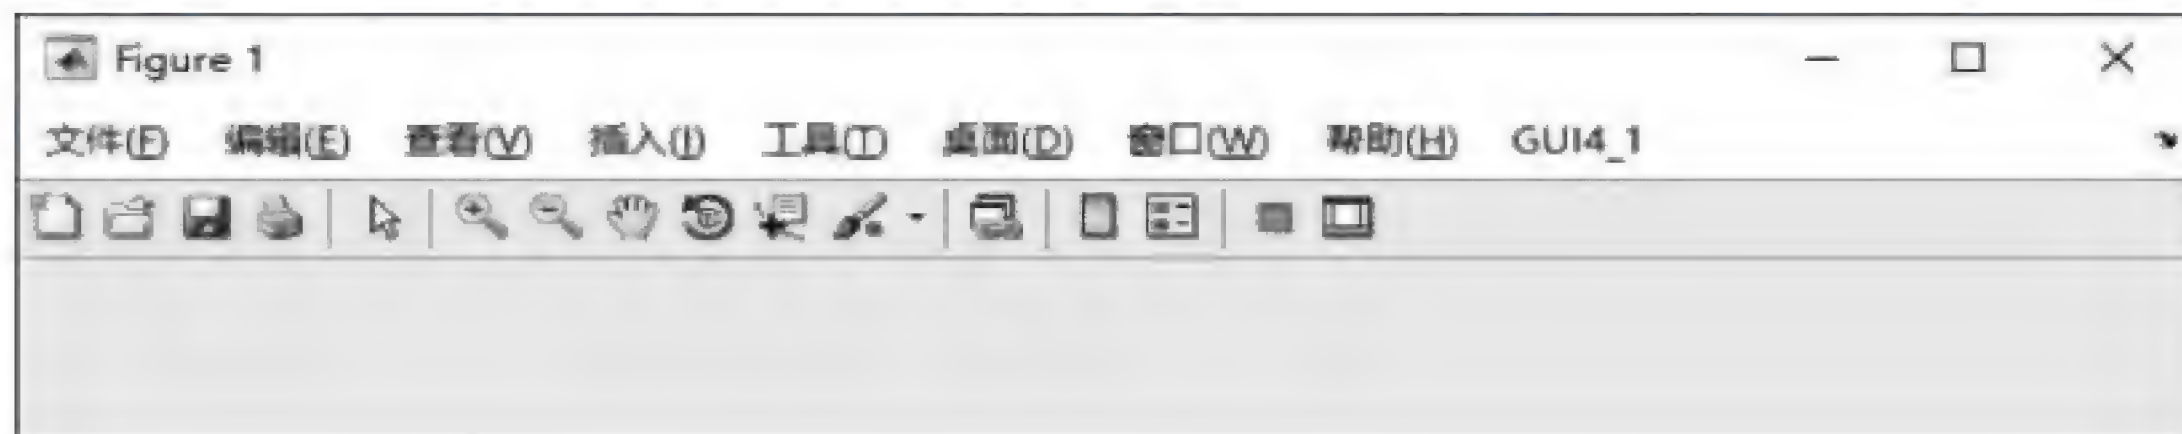 Figure 1
文件(F) 编辑(E) 查看(V) 插入(I) 工具(T) 桌面(D) 窗口(W) 帮助(H) GUI4_1